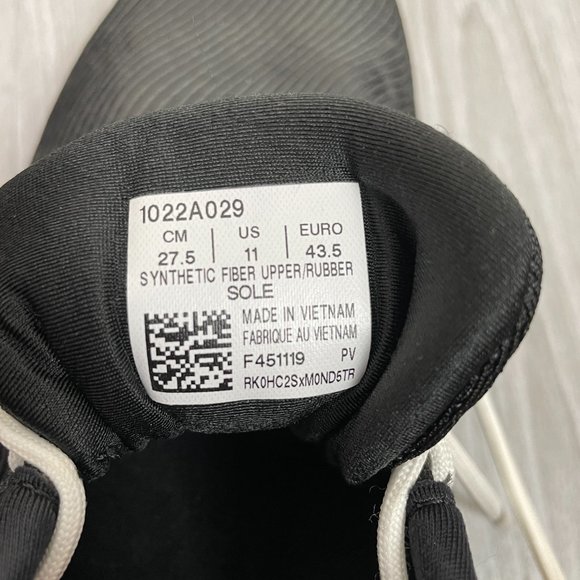 1022A029
CM | US | EURO
27.5 | 11 | 43.5
SYNTHETIC FIBER UPPER/RUBBER
SOLE
MADE IN VIETNAM
FABRIQUE AU VIETNAM
F451119 PV
RK0HC2SxM0ND5TR